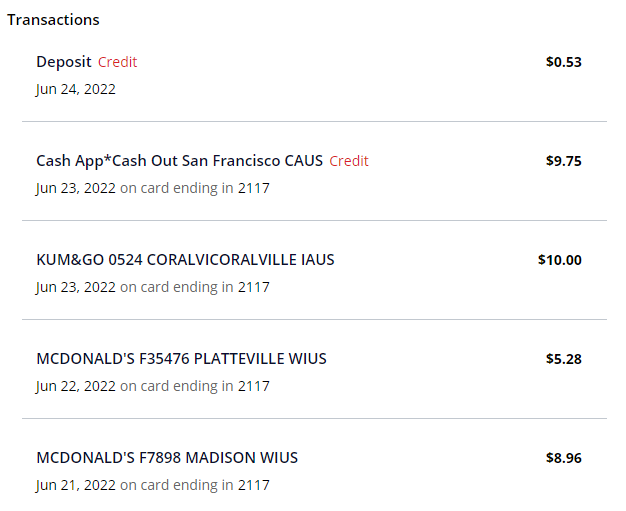 Transactions
Deposit Credit $0.53
Jun 24, 2022
Cash App*Cash Out San Francisco CAUS Credit $9.75
Jun 23, 2022 on card ending in 2117
KUM&GO 0524 CORALVICORALVILLE IAUS $10.00
Jun 23, 2022 on card ending in 2117
MCDONALD'S F35476 PLATTEVILLE WIUS $5.28
Jun 22, 2022 on card ending in 2117
MCDONALD'S F7898 MADISON WIUS $8.96
Jun 21, 2022 on card ending in 2117